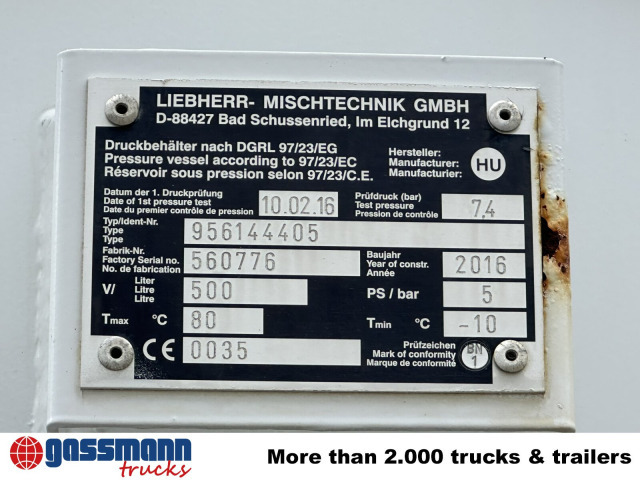 LIEBHERR- MISCHTECHNIK GMBH
D-88427 Bad Schussenried, Im Elchgrund 12
Druckbehälter nach DGRL 97/23/EG
Pressure vessel according to 97/23/EC
Réservoir sous pression selon 97/23/C.E.
Hersteller:
Manufacturer:
Manufacturier:
HU
Datum der 1. Druckprüfung
Date of 1st pressure test
Date du premier contrôle de pression
10.02.16
Prüfdruck (bar)
Test pressure
Pression de contrôle
7,4
Typ/Ident-Nr.
Type
Type
956144405
Fabrik-Nr.
Factory Serial no.
No. de fabrication
560776
Baujahr
Year of constr.
Année
2016
V/
Liter
Litre
Litre
500
PS / bar
5
Tmax °C
80
Tmin °C
-10
CE
0035
Prüfzeichen
Mark of conformity
Marque de conformité
BN
1
gassmann
trucks
More than 2.000 trucks & trailers